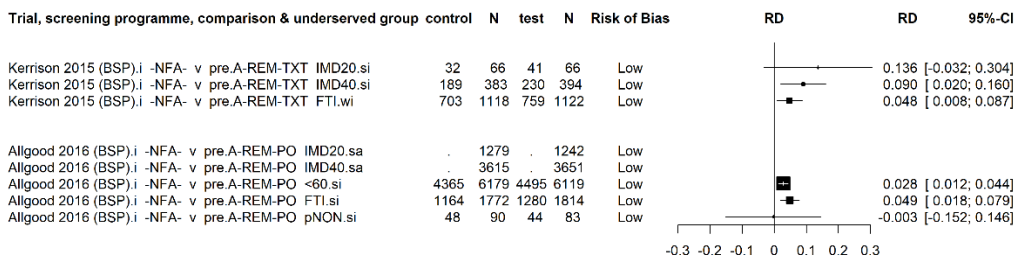 Trial, screening programme, comparison & underserved group control N test N Risk of Bias RD RD 95%-CI
Kerrison 2015 (BSP).i -NFA- v pre.A-REM-TXT IMD20.si 32 66 41 66 Low 0.136 [-0.032; 0.304]
Kerrison 2015 (BSP).i -NFA- v pre.A-REM-TXT IMD40.si 189 383 230 394 Low 0.090 [ 0.020; 0.160]
Kerrison 2015 (BSP).i -NFA- v pre.A-REM-TXT FTI.wi 703 1118 759 1122 Low 0.048 [ 0.008; 0.087]
Allgood 2016 (BSP).i -NFA- v pre.A-REM-PO IMD20.sa . 1279 . 1242 Low
Allgood 2016 (BSP).i -NFA- v pre.A-REM-PO IMD40.sa . 3615 . 3651 Low
Allgood 2016 (BSP).i -NFA- v pre.A-REM-PO <60.si 4365 6179 4495 6119 Low 0.028 [ 0.012; 0.044]
Allgood 2016 (BSP).i -NFA- v pre.A-REM-PO FTI.si 1164 1772 1280 1814 Low 0.049 [ 0.018; 0.079]
Allgood 2016 (BSP).i -NFA- v pre.A-REM-PO pNON.si 48 90 44 83 Low -0.003 [-0.152; 0.146]
-0.3 -0.2 -0.1 0 0.1 0.2 0.3